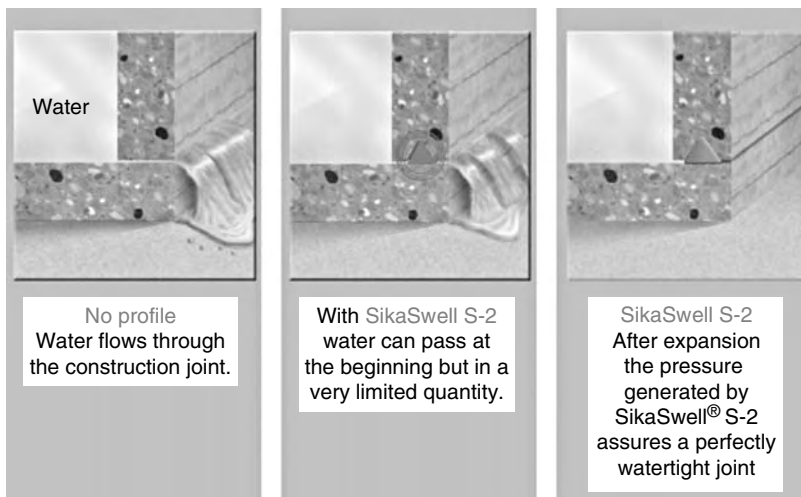 Water
No profile
Water flows through
the construction joint.
With SikaSwell S-2
water can pass at
the beginning but in a
very limited quantity.
SikaSwell S-2
After expansion
the pressure
generated by
SikaSwell® S-2
assures a perfectly
watertight joint